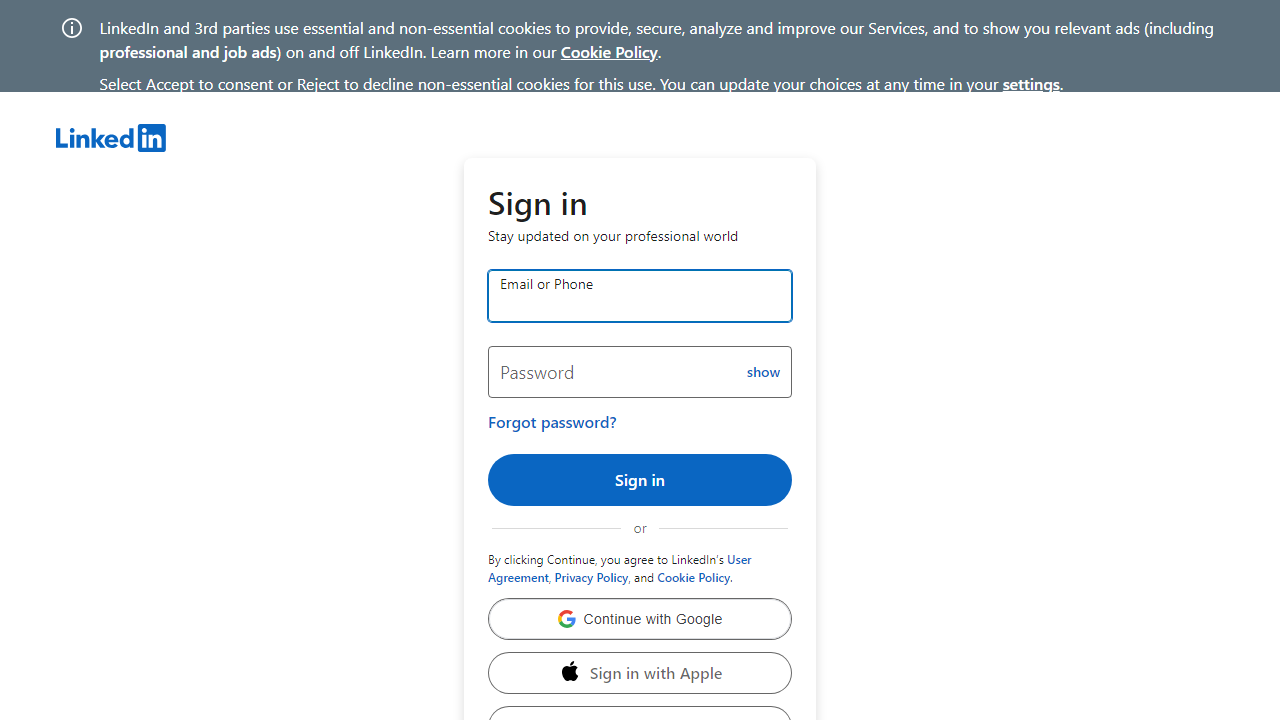 LinkedIn and 3rd parties use essential and non-essential cookies to provide, secure, analyze and improve our Services, and to show you relevant ads (including
professional and job ads) on and off LinkedIn. Learn more in our Cookie Policy.
Select Accept to consent or Reject to decline non-essential cookies for this use. You can update your choices at any time in your settings.
Linked in
Sign in
Stay updated on your professional world
Email or Phone
Password show
Forgot password?
Sign in
or
By clicking Continue, you agree to LinkedIn's User
Agreement, Privacy Policy, and Cookie Policy.
Continue with Google
Sign in with Apple